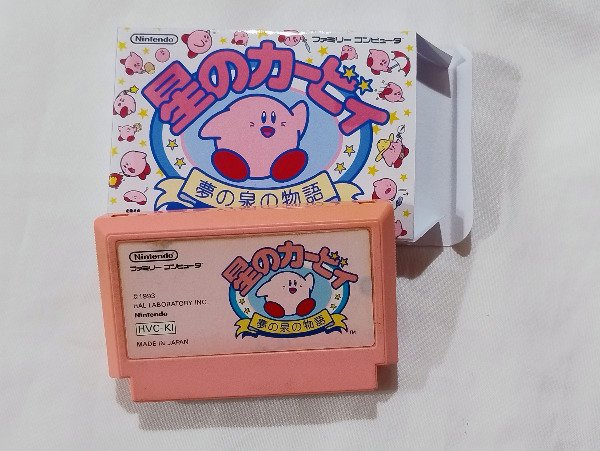 Nintendo
ファミリー コンピュータ
星のカービィ
夢の泉の物語
Nintendo
ファミリー コンピュータ
星のカービィ
夢の泉の物語
TM
© 1993
HAL LABORATORY INC.
Nintendo
HVC-KI
MADE IN JAPAN